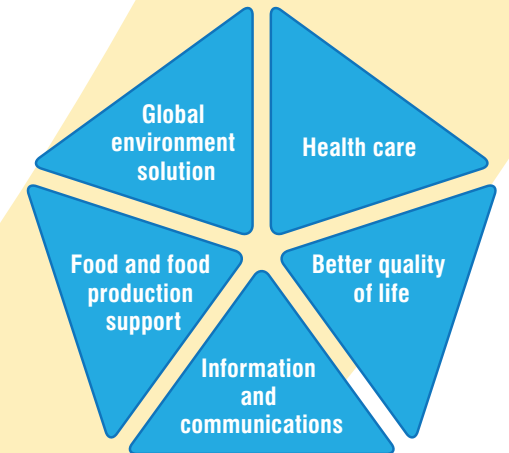 Global
environment
solution
Health care
Food and food
production
support
Better quality
of life
Information
and
communications